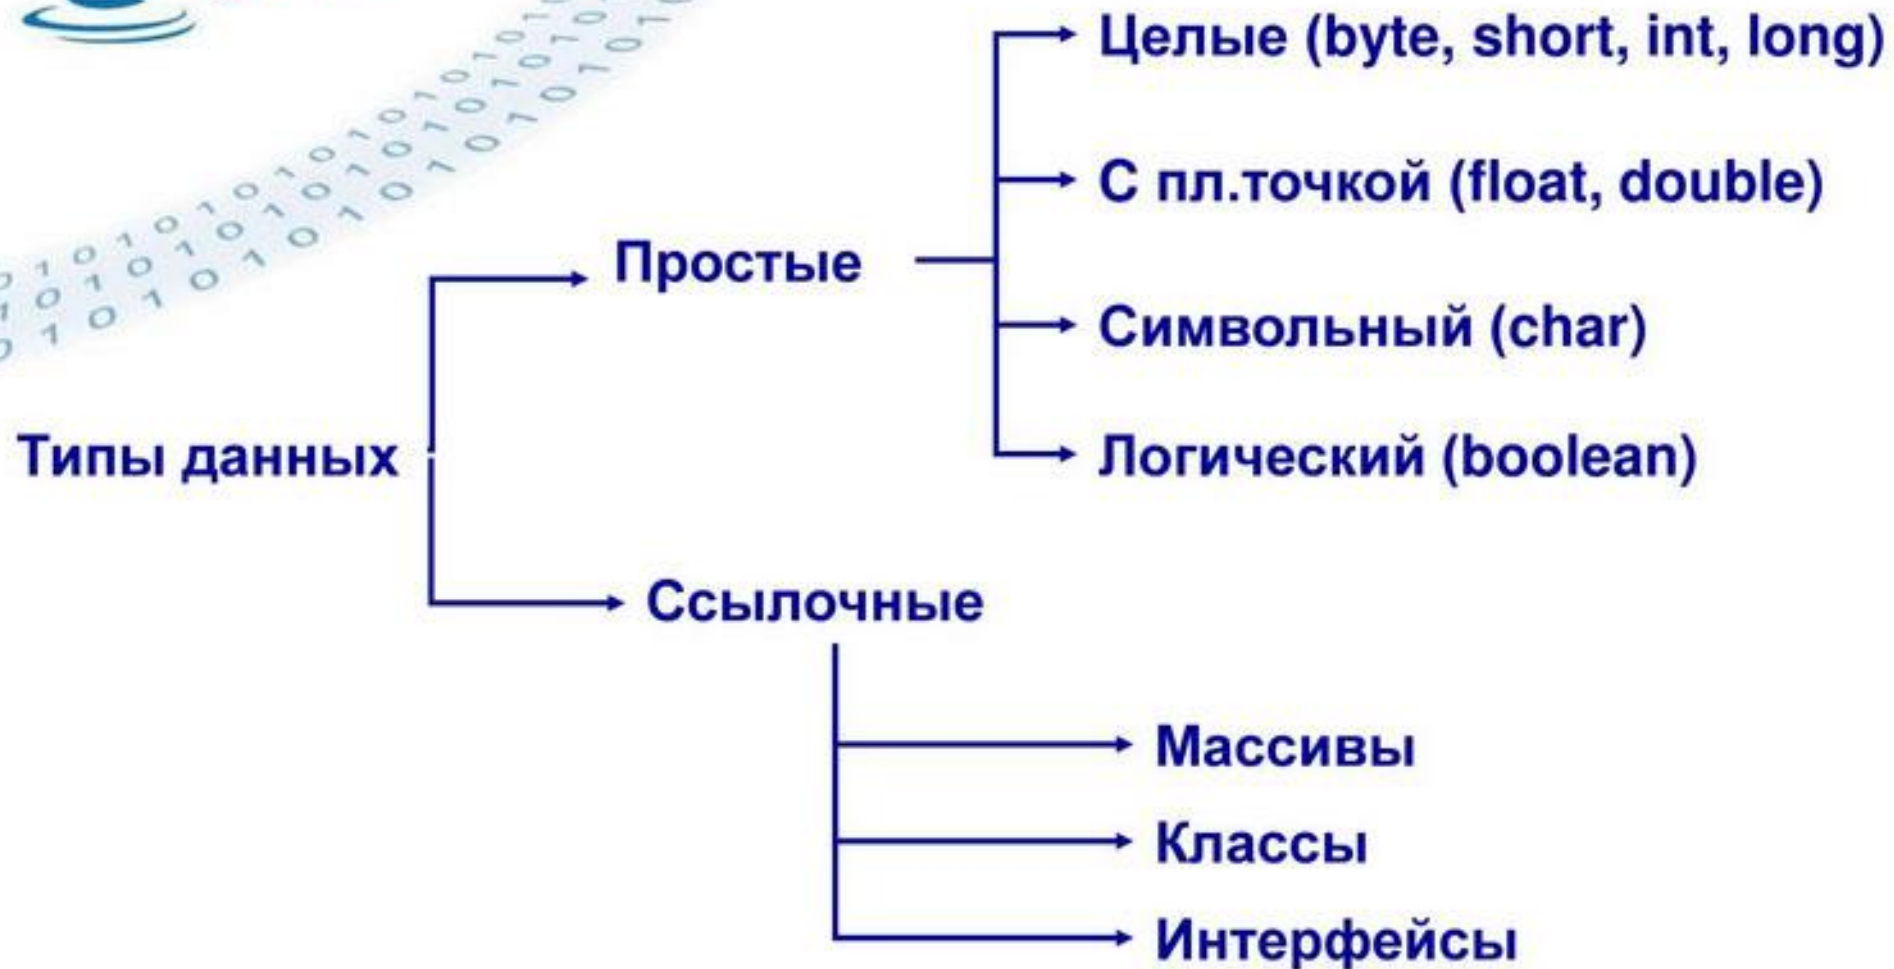 Целые (byte, short, int, long)
С пл.точкой (float, double)
Простые
Символьный (char)
Типы данных
Логический (boolean)
Ссылочные
Массивы
Классы
Интерфейсы